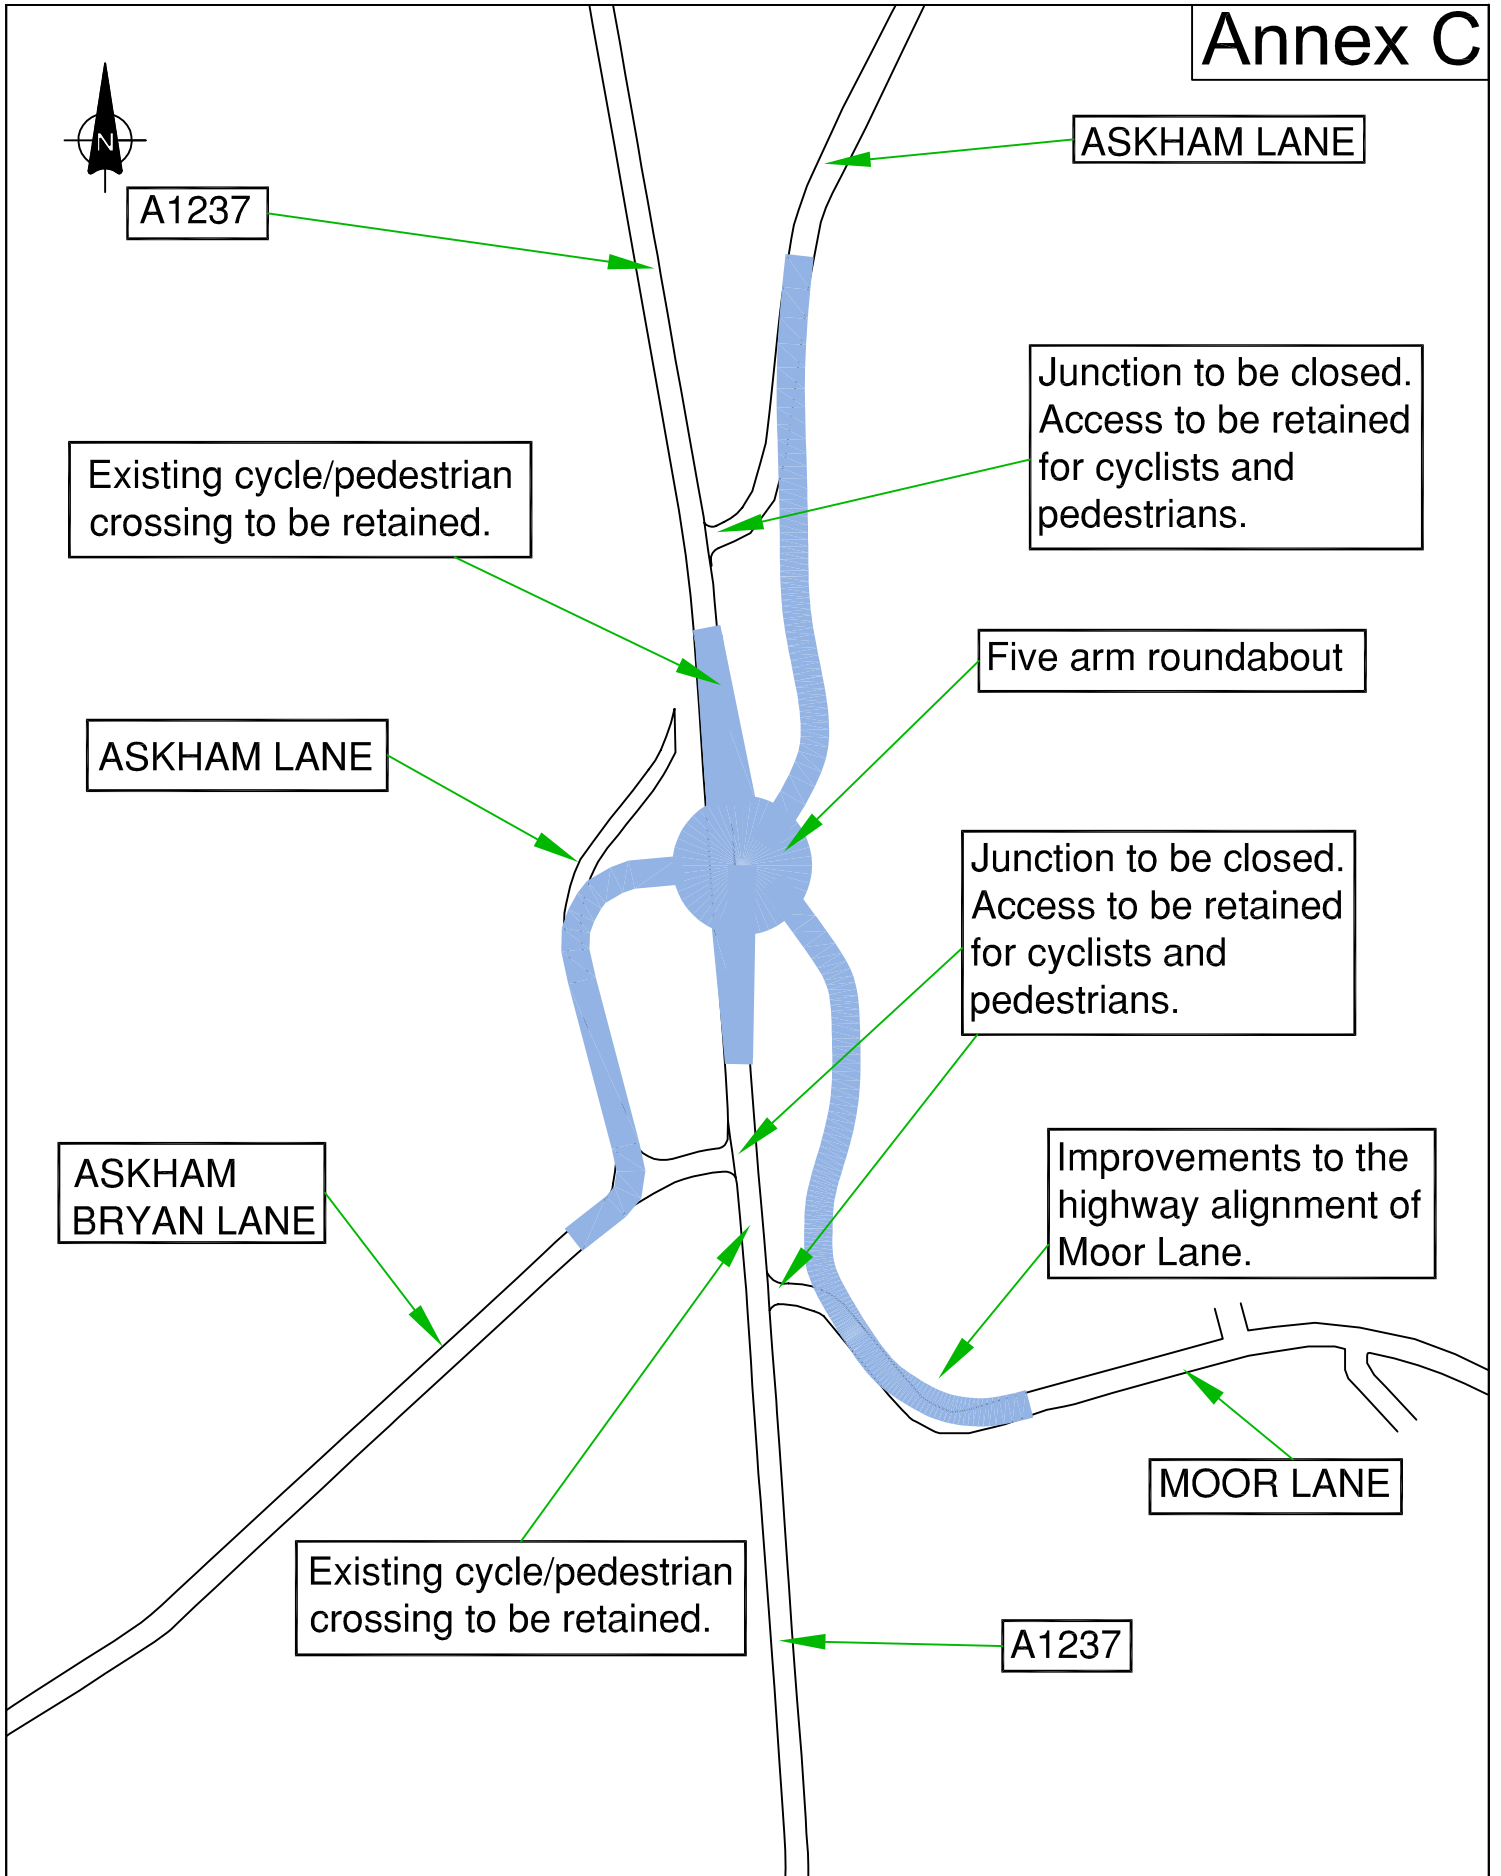 Annex C
N
ASKHAM LANE
A1237
Junction to be closed.
Access to be retained
for cyclists and
pedestrians.
Existing cycle/pedestrian
crossing to be retained.
Five arm roundabout
ASKHAM LANE
Junction to be closed.
Access to be retained
for cyclists and
pedestrians.
ASKHAM
BRYAN LANE
Improvements to the
highway alignment of
Moor Lane.
MOOR LANE
Existing cycle/pedestrian
crossing to be retained.
A1237